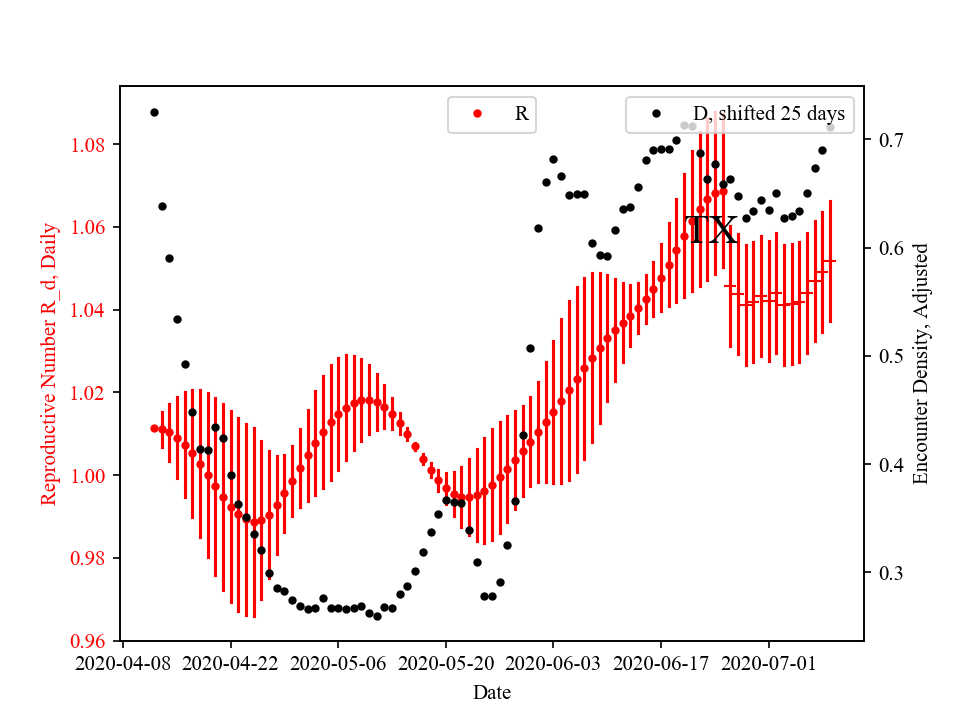 R
D, shifted 25 days
1.08
1.06
1.04
1.02
1.00
0.98
0.96
Reproductive Number R_d, Daily
TX
0.7
0.6
0.5
0.4
0.3
Encounter Density, Adjusted
2020-04-08 2020-04-22 2020-05-06 2020-05-20 2020-06-03 2020-06-17 2020-07-01
Date